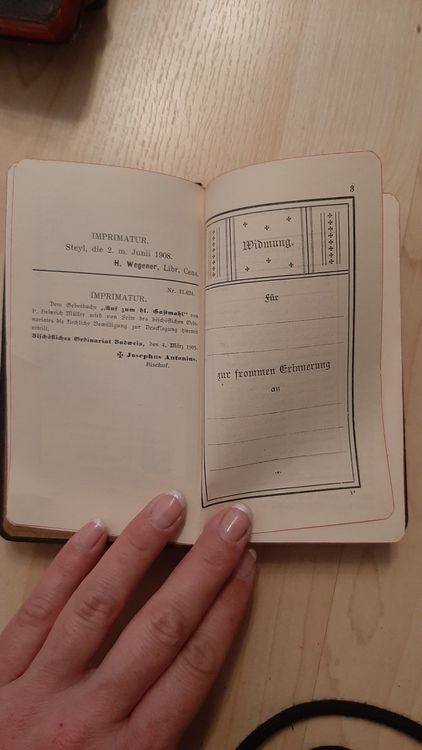 IMPRIMATUR.
Steyl, die 2. m. Junii 1908.
H. Wegener, Libr. Cens.
Nr. 11.624.
IMPRIMATUR.
Dem Gebetbuche „Auf zum hl. Gastmahl“ von
P. Heinrich Müller wird von Seite des bischöflichen Ordi-
nariates die kirchliche Bewilligung zur Drucklegung hiermit
erteilt.
Bischöfliches Ordinariat Budweis, den 4. März 1905.
✠ Josephus Antonius,
Bischof.
3
Widmung.
Für
zur frommen Erinnerung
an
1*